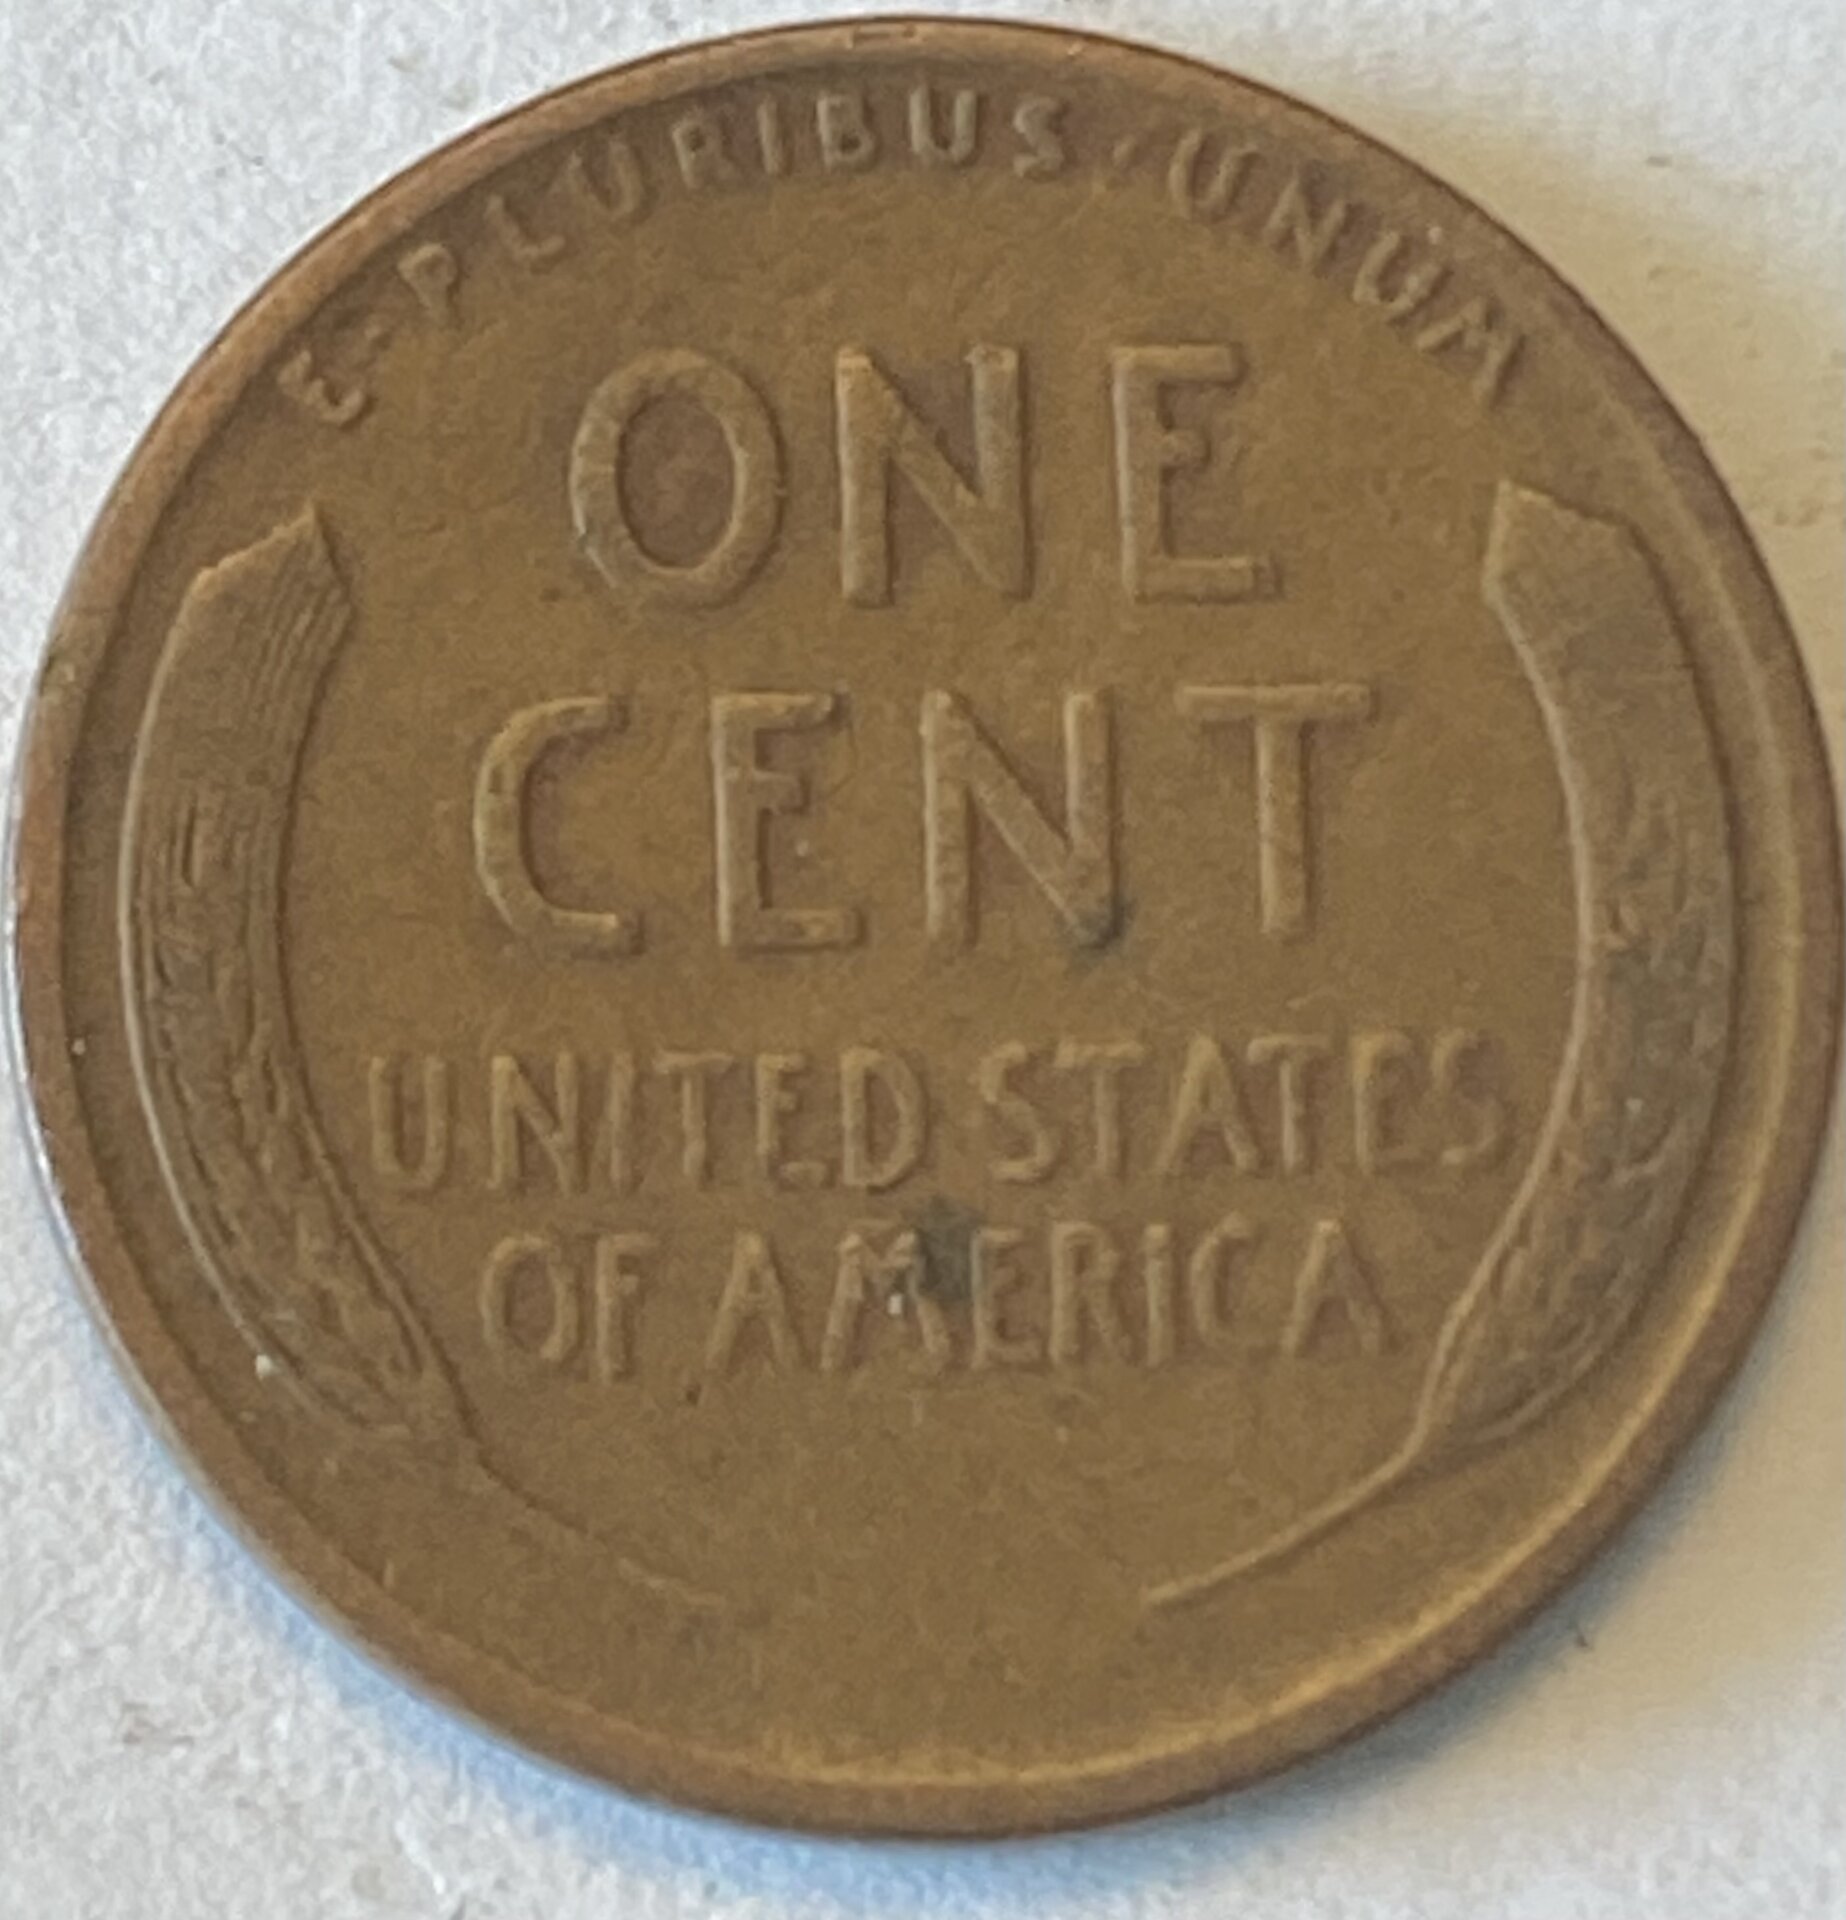 E·PLURIBUS·UNUM
ONE
CENT
UNITED STATES
OF AMERICA